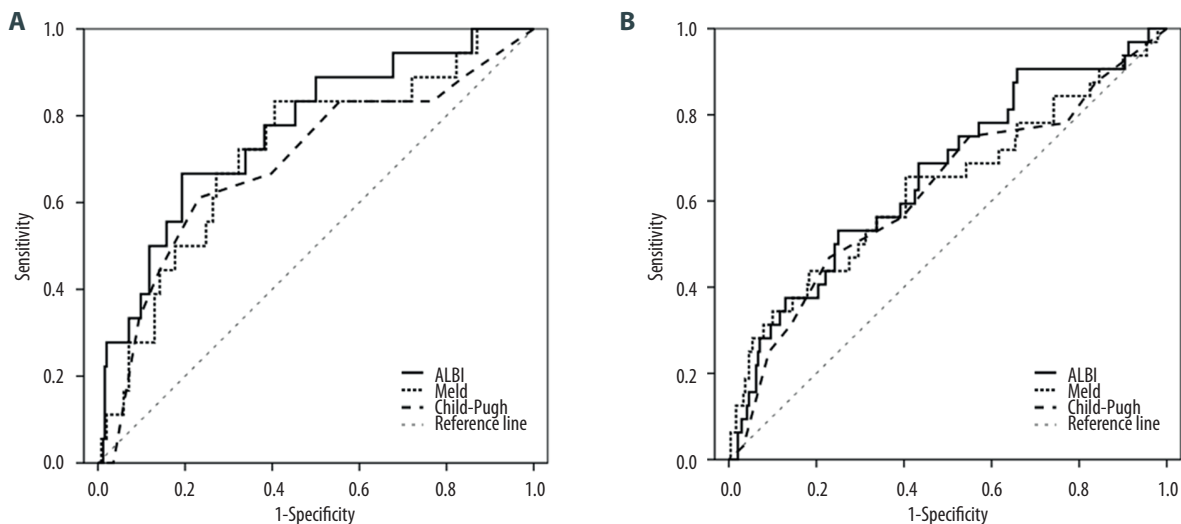 A
1.0
0.8
0.6
0.4
0.2
0.0
Sensitivity
ALBI
Meld
Child-Pugh
Reference line
0.0 0.2 0.4 0.6 0.8 1.0
1-Specificity
B
1.0
0.8
0.6
0.4
0.2
0.0
Sensitivity
ALBI
Meld
Child-Pugh
Reference line
0.0 0.2 0.4 0.6 0.8 1.0
1-Specificity